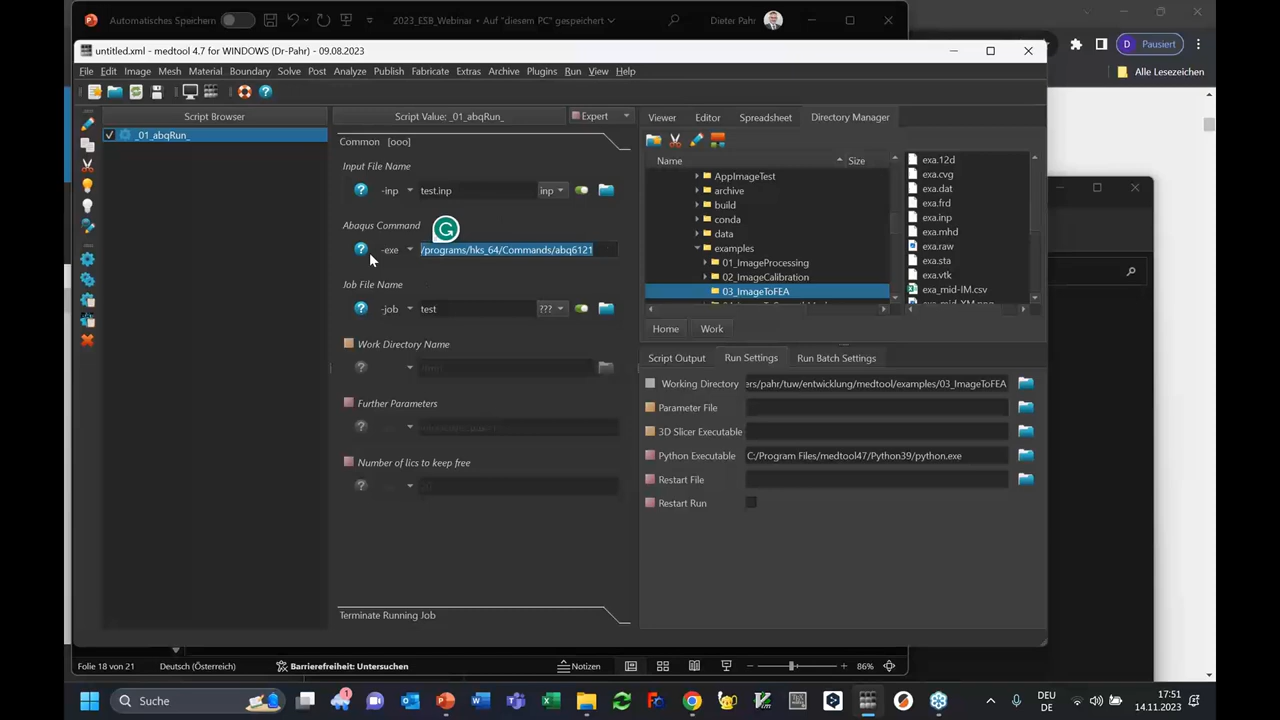 Automatisches Speichern
2023_ESB_Webinar • Auf "diesem PC" gespeichert
Dieter Pahr
Pausiert
D
Alle Lesezeichen
untitled.xml - medtool 4.7 for WINDOWS (Dr-Pahr) - 09.08.2023
File Edit Image Mesh Material Boundary Solve Post Analyze Publish Fabricate Extras Archive Plugins Run View Help
Script Browser
_01_abqRun_
Script Value: _01_abqRun_
Expert
Common [ooo]
Input File Name
-inp test.inp inp
Abaqus Command
-exe /programs/hks_64/Commands/abq6121
Job File Name
-job test ???
Work Directory Name
Further Parameters
Number of lics to keep free
Terminate Running Job
Viewer Editor Spreadsheet Directory Manager
Name Size
AppImageTest
archive
build
conda
data
examples
01_ImageProcessing
02_ImageCalibration
03_ImageToFEA
exa.12d
exa.cvg
exa.dat
exa.frd
exa.inp
exa.mhd
exa.raw
exa.sta
exa.vtk
exa_mid-IM.csv
Home Work
Script Output Run Settings Run Batch Settings
Working Directory ers/pahr/tuw/entwicklung/medtool/examples/03_ImageToFEA
Parameter File
3D Slicer Executable
Python Executable C:/Program Files/medtool47/Python39/python.exe
Restart File
Restart Run
Folie 18 von 21 Deutsch (Österreich) Barrierefreiheit: Untersuchen Notizen 86%
Suche
1
DEU
DE
17:51
14.11.2023